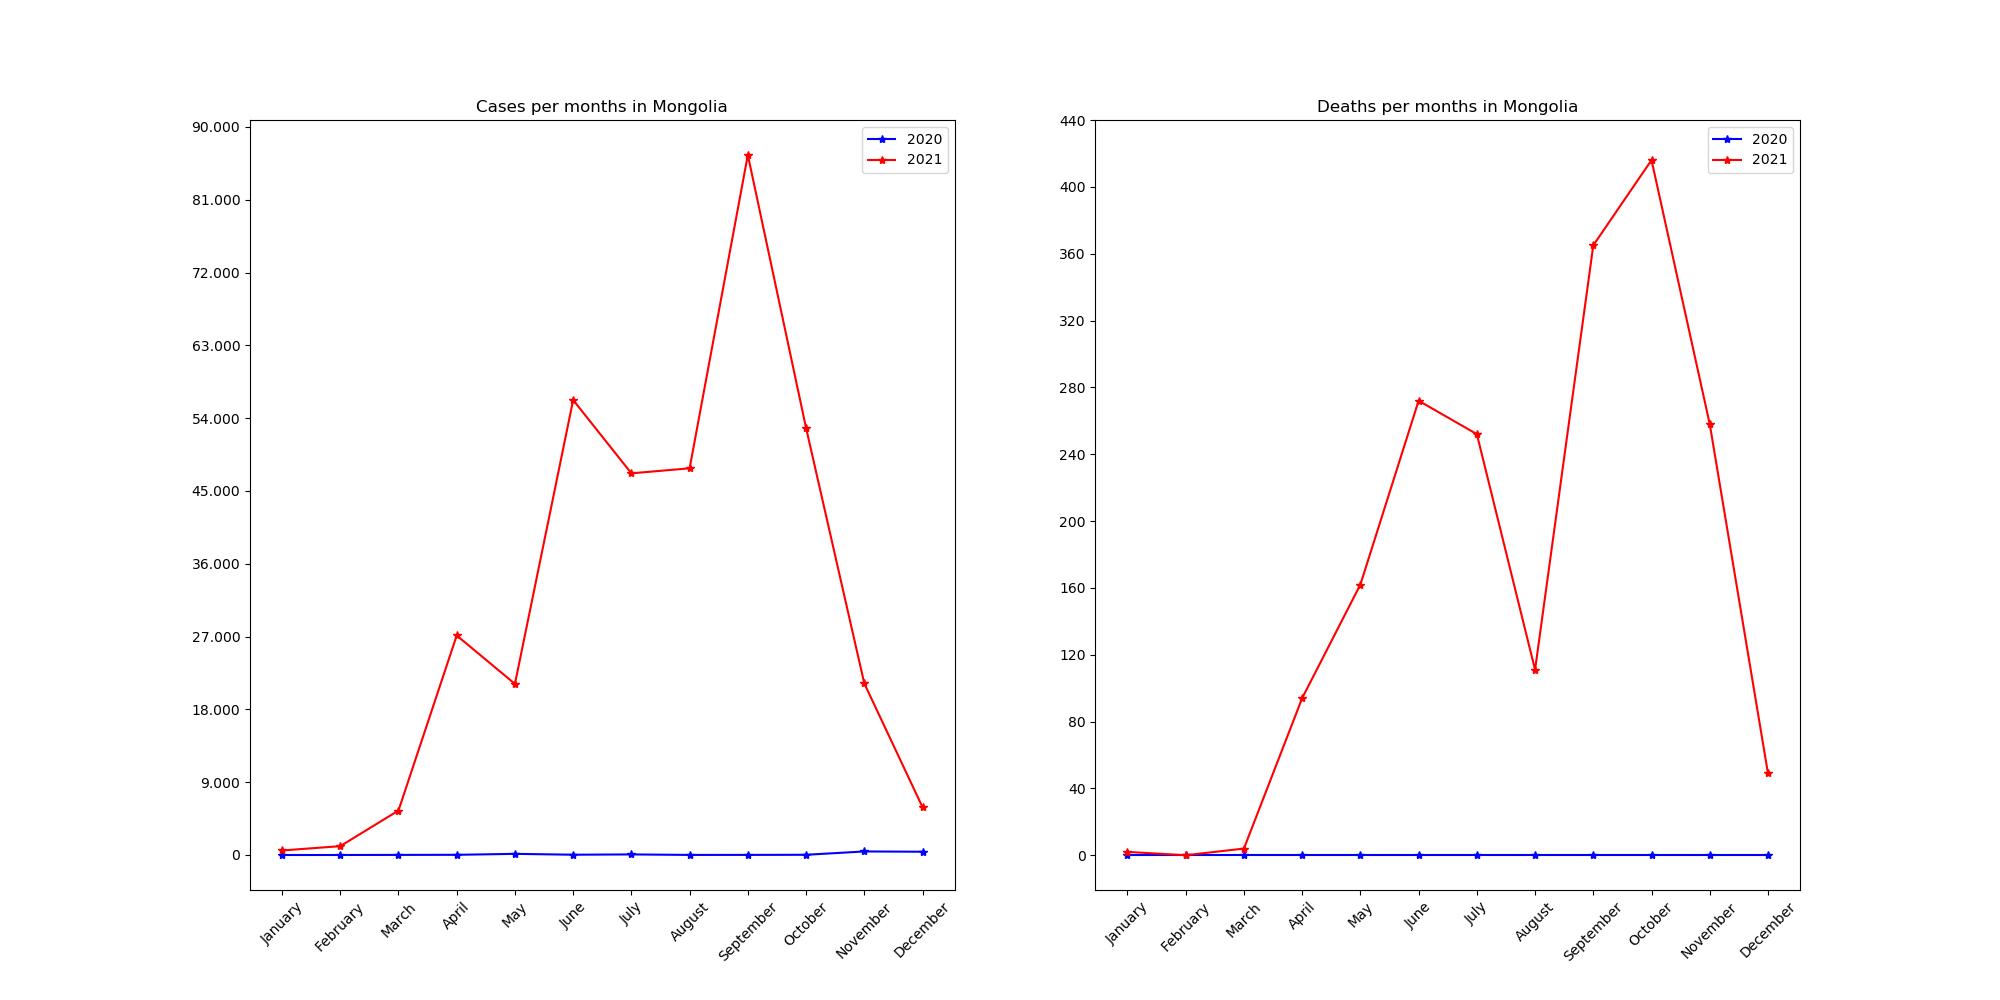 Cases per months in Mongolia
90.000
81.000
72.000
63.000
54.000
45.000
36.000
27.000
18.000
9.000
0
2020
2021
January
February
March
April
May
June
July
August
September
October
November
December
Deaths per months in Mongolia
440
400
360
320
280
240
200
160
120
80
40
0
2020
2021
January
February
March
April
May
June
July
August
September
October
November
December